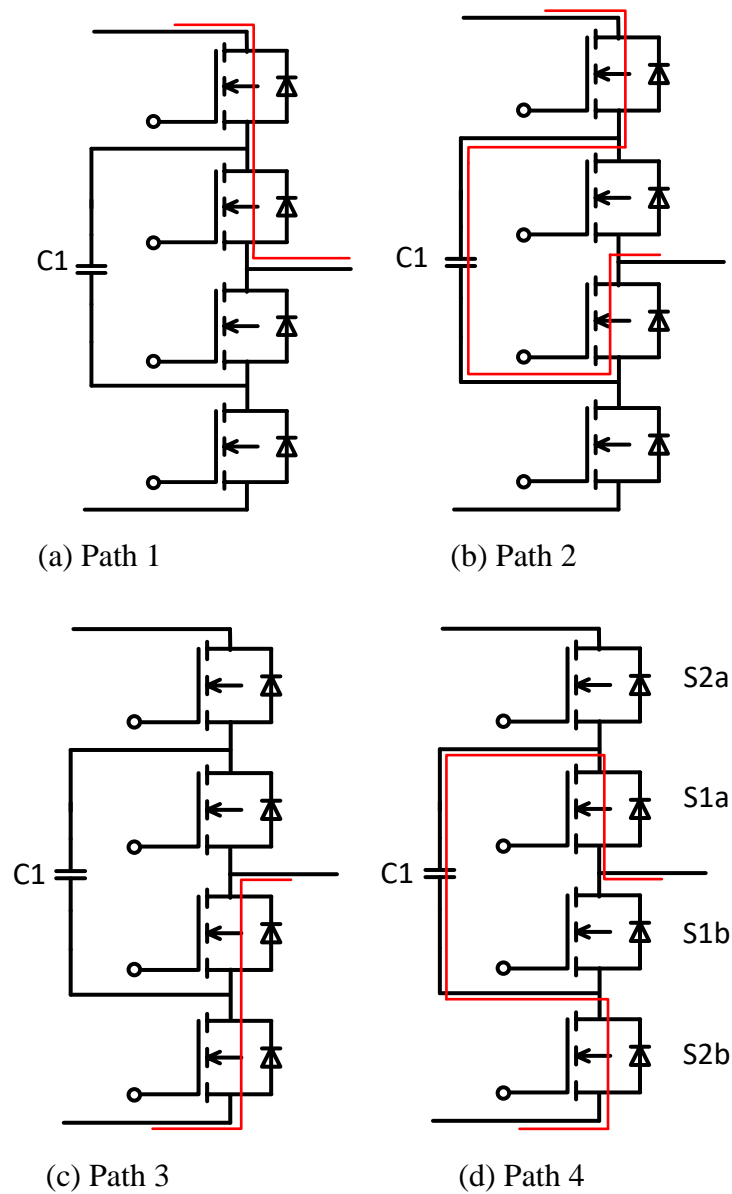 C1
C1
(a) Path 1
(b) Path 2
S2a
S1a
C1
C1
S1b
S2b
(c) Path 3
(d) Path 4